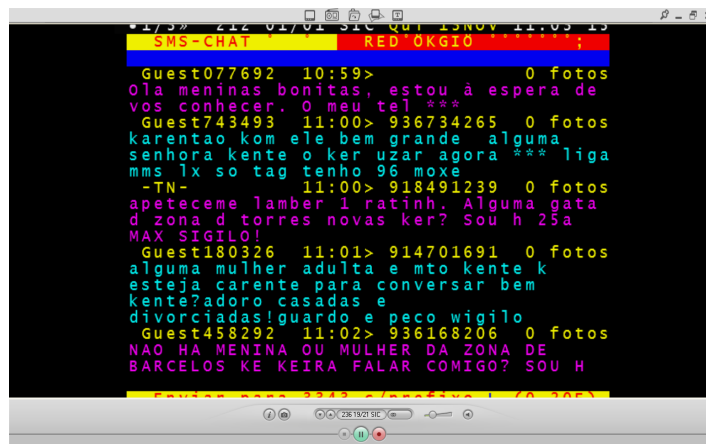 SMS-CHAT RED ÖKGIÖ ;
Guest077692 10:59> 0 fotos
Ola meninas bonitas, estou à espera de
vos conhecer. O meu tel ***
Guest743493 11:00> 936734265 0 fotos
karentao kom ele bem grande alguma
senhora kente o ker uzar agora *** liga
mms lx so tag tenho 96 moxe
-TN- 11:00> 918491239 0 fotos
apeteceme lamber 1 ratinh. Alguma gata
d zona d torres novas ker? Sou h 25a
MAX SIGILO!
Guest180326 11:01> 914701691 0 fotos
alguma mulher adulta e mto kente k
esteja carente para conversar bem
kente?adoro casadas e
divorciadas!guardo e peco wigilo
Guest458292 11:02> 936168206 0 fotos
NAO HA MENINA OU MULHER DA ZONA DE
BARCELOS KE KEIRA FALAR COMIGO? SOU H
236 19/21 SIC